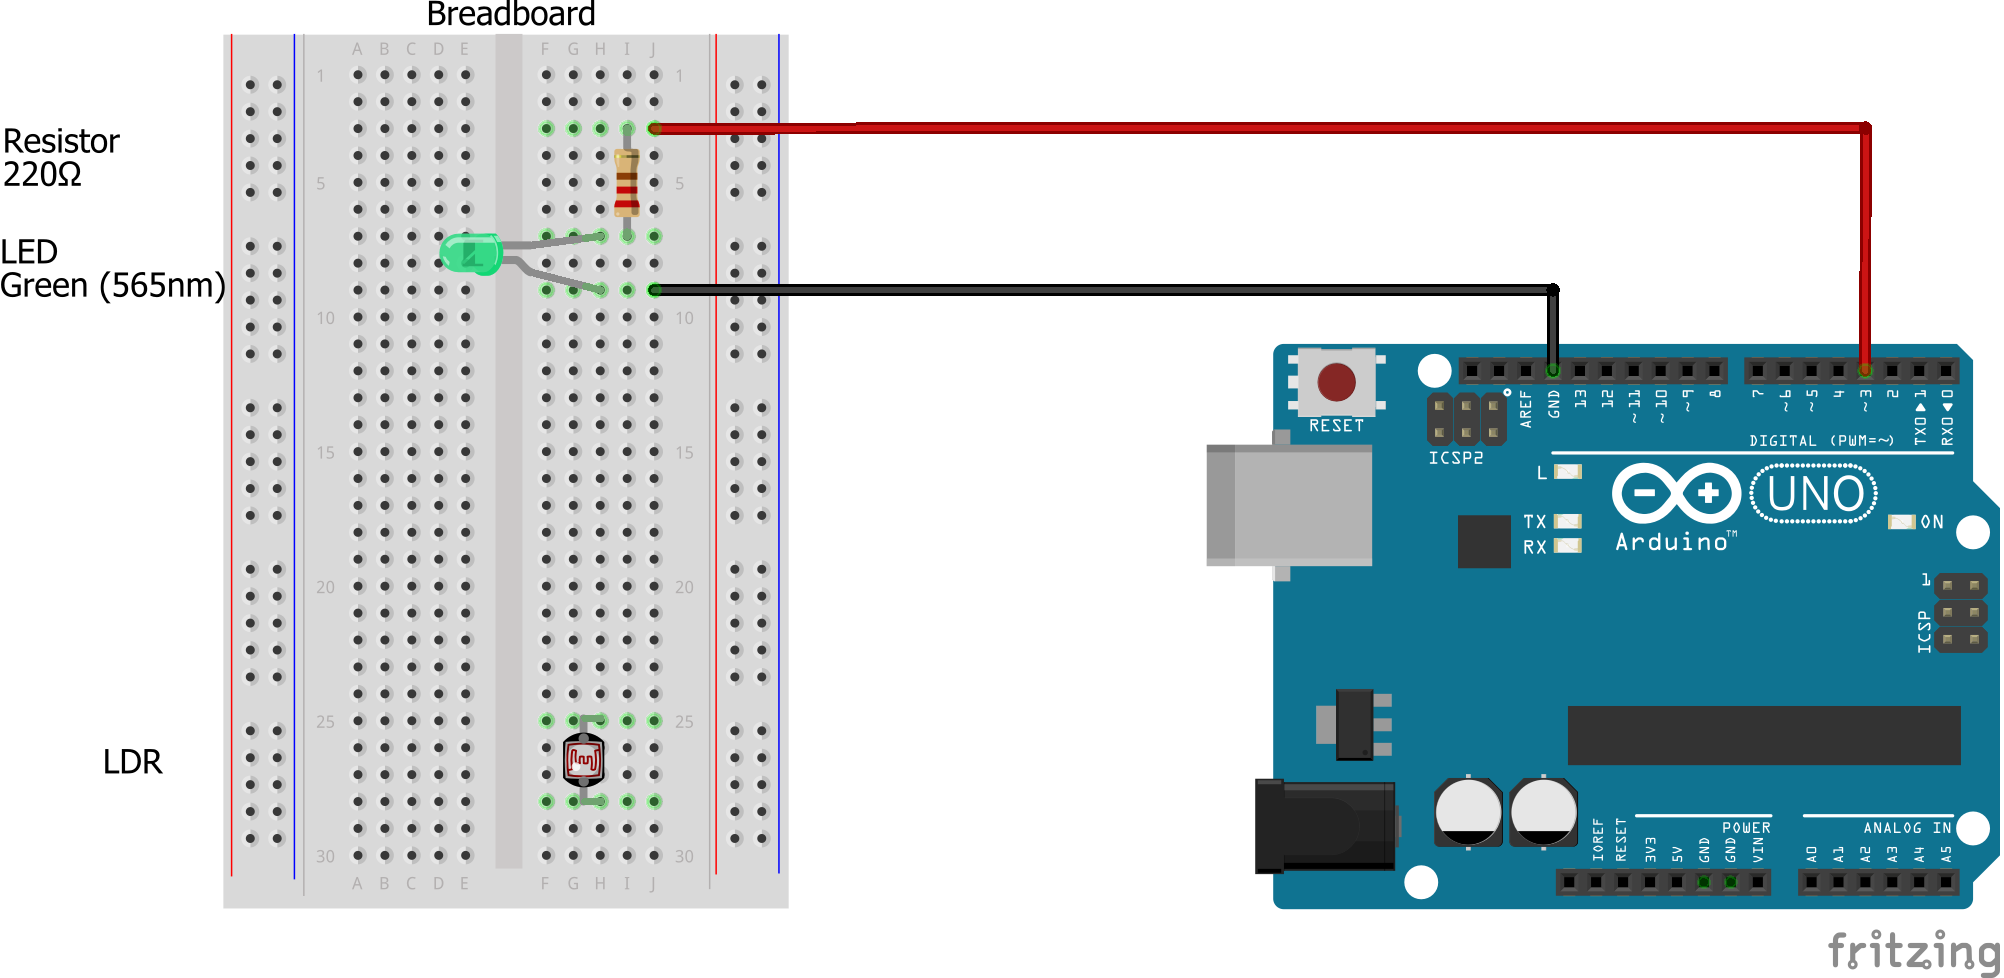 Breadboard
A B C D E F G H I J
1 1
Resistor
220Ω
5 5
LED
Green (565nm)
10 10
15 15
20 20
25 25
LDR
30 30
A B C D E F G H I J
RESET
ICSP2
AREF
GND
13
12
~11
~10
~9
8
7
~6
~5
4
~3
2
TX0▶1
RX0◀0
DIGITAL (PWM=~)
L
TX
RX
UNO
Arduino™
ON
1
ICSP
IOREF
RESET
3V3
5V
GND
GND
VIN
POWER
ANALOG IN
A0
A1
A2
A3
A4
A5
fritzing